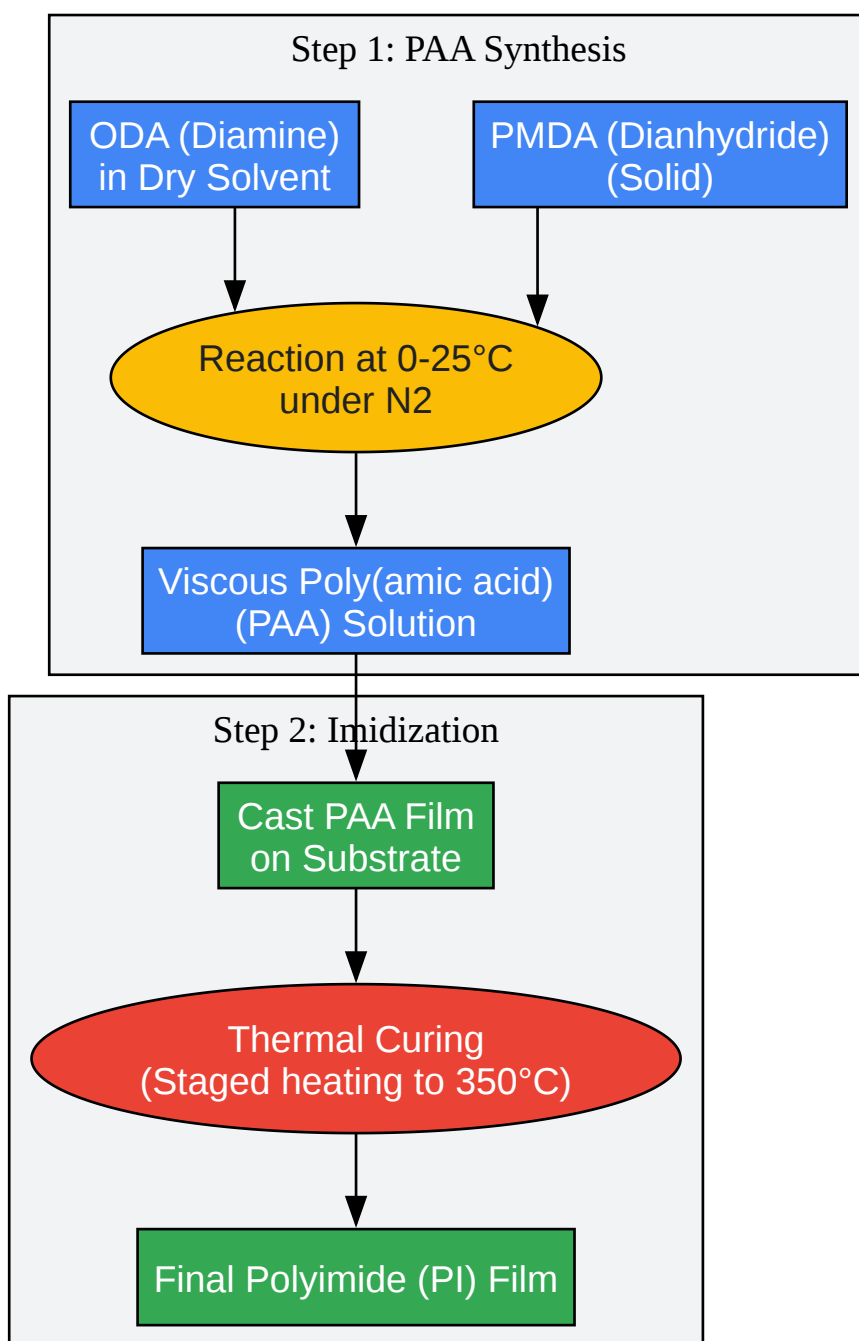 Step 1: PAA Synthesis
ODA (Diamine)
in Dry Solvent
PMDA (Dianhydride)
(Solid)
Reaction at 0-25°C
under N2
Viscous Poly(amic acid)
(PAA) Solution
Step 2: Imidization
Cast PAA Film
on Substrate
Thermal Curing
(Staged heating to 350°C)
Final Polyimide (PI) Film